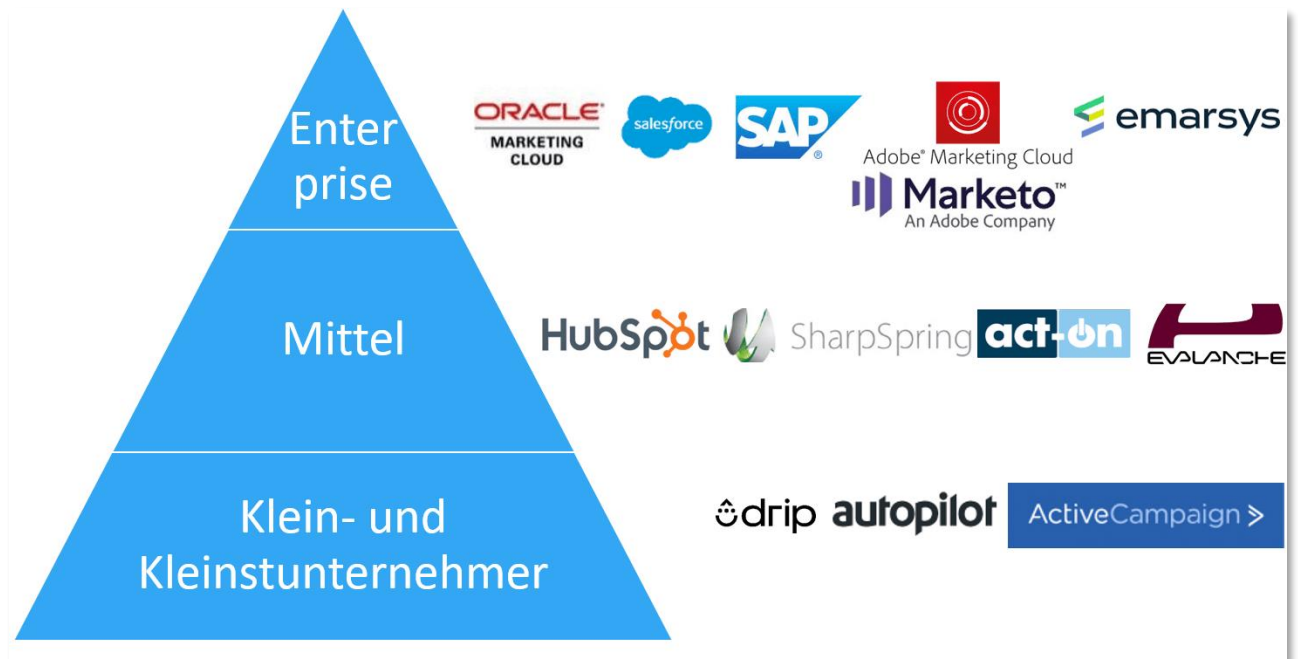 Enter
prise
ORACLE®
MARKETING
CLOUD
salesforce
SAP®
Adobe® Marketing Cloud
Marketo™
An Adobe Company
emarsys
Mittel
HubSpot
SharpSpring
act-on
EVALANCHE
Klein- und
Kleinstunternehmer
drip
autopilot
ActiveCampaign >